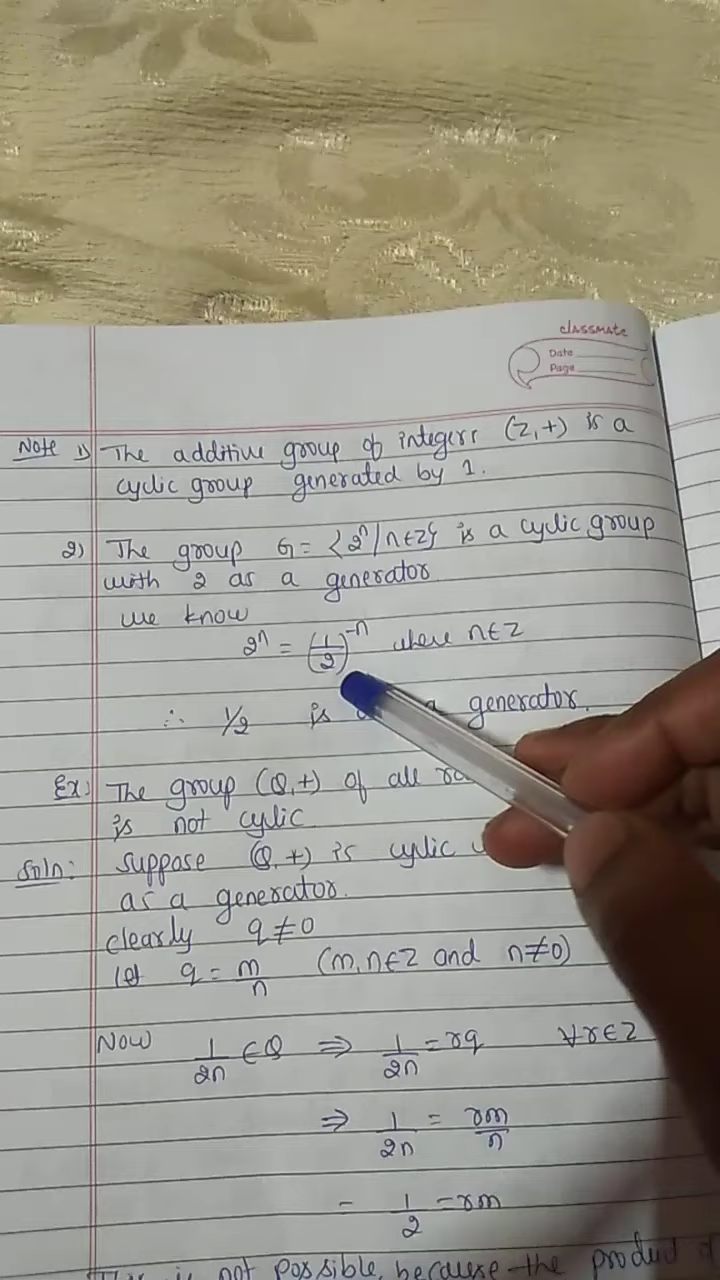 classmate
Date
Page
Note 1) The additive group of integers (Z,+) is a
cyclic group generated by 1.
2) The group G = {2ⁿ/n∈Z} is a cyclic group
with 2 as a generator
we know
2ⁿ = (1/2)⁻ⁿ where n∈Z
∴ 1/2 is a generator.
Ex: The group (Q,+) of all
is not cyclic
Soln: Suppose (Q,+) is cyclic
as a generator.
clearly q≠0
let q = m/n (m,n∈Z and n≠0)
Now 1/2n ∈Q ⇒ 1/2n = rq ∀r∈Z
⇒ 1/2n = rm/n
= 1/2 = rm
is not possible, because the product of